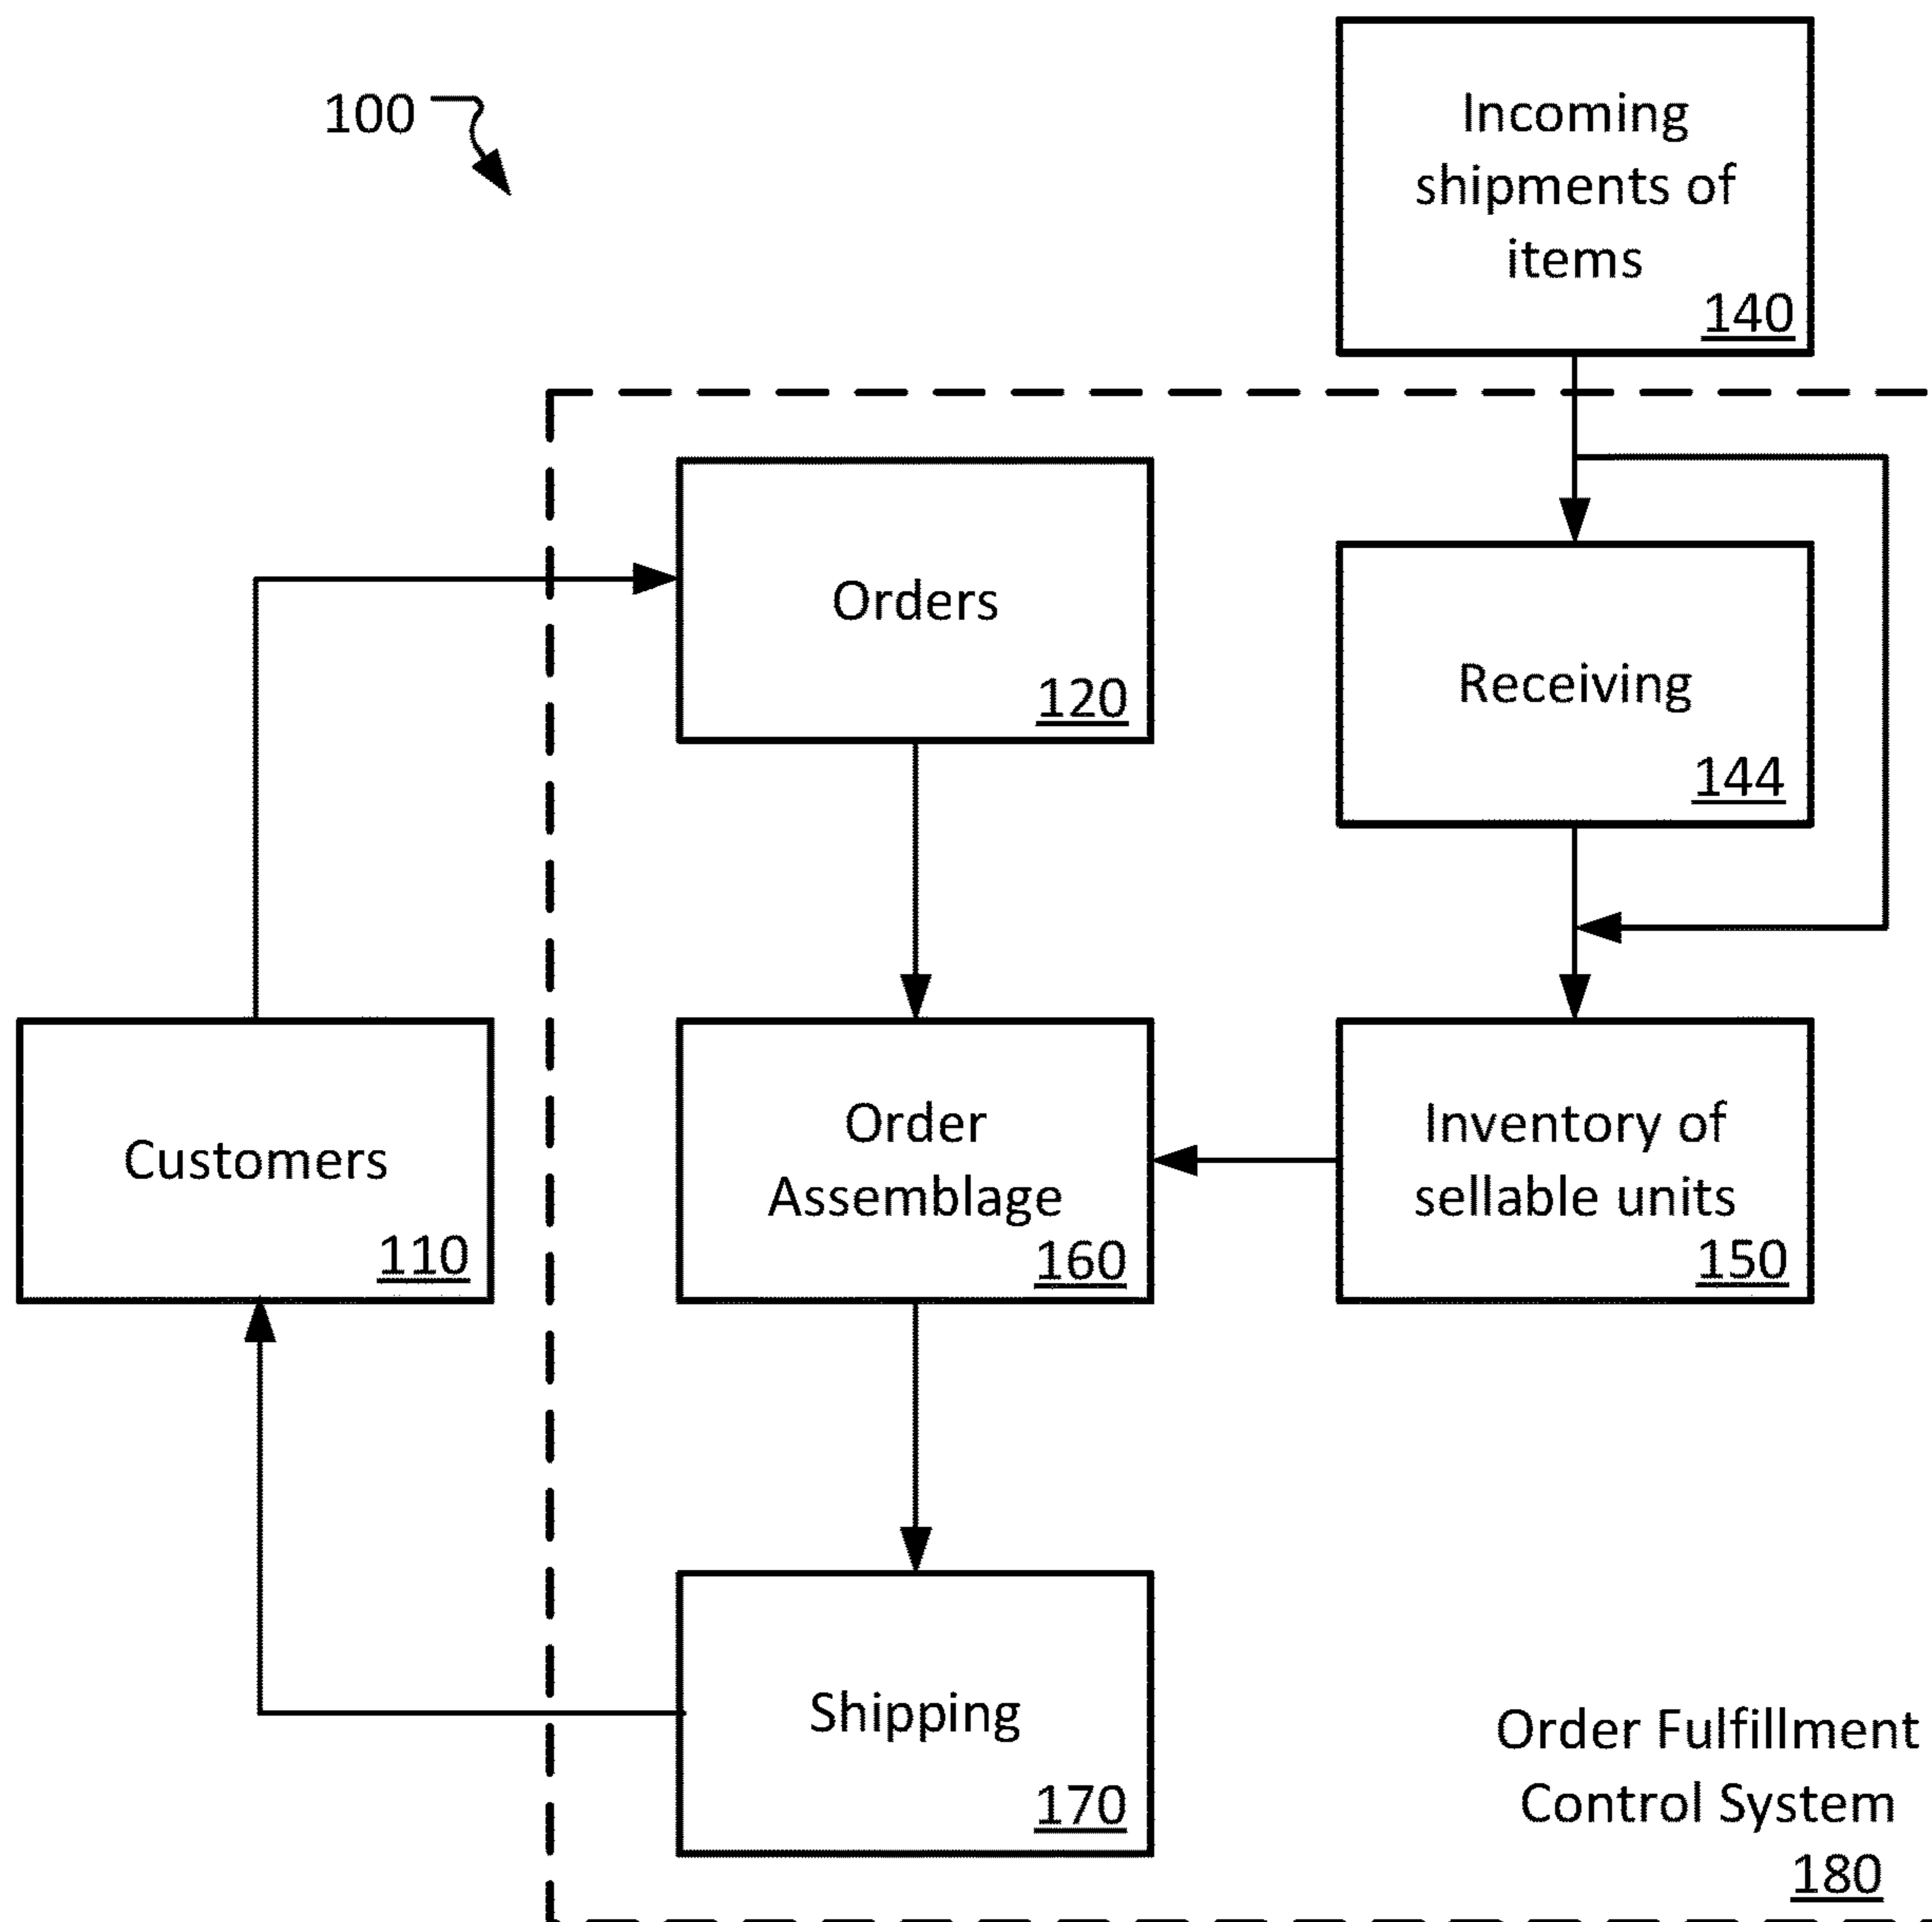 100
Incoming
shipments of
items
140
Orders
120
Receiving
144
Customers
110
Order
Assemblage
160
Inventory of
sellable units
150
Shipping
170
Order Fulfillment
Control System
180